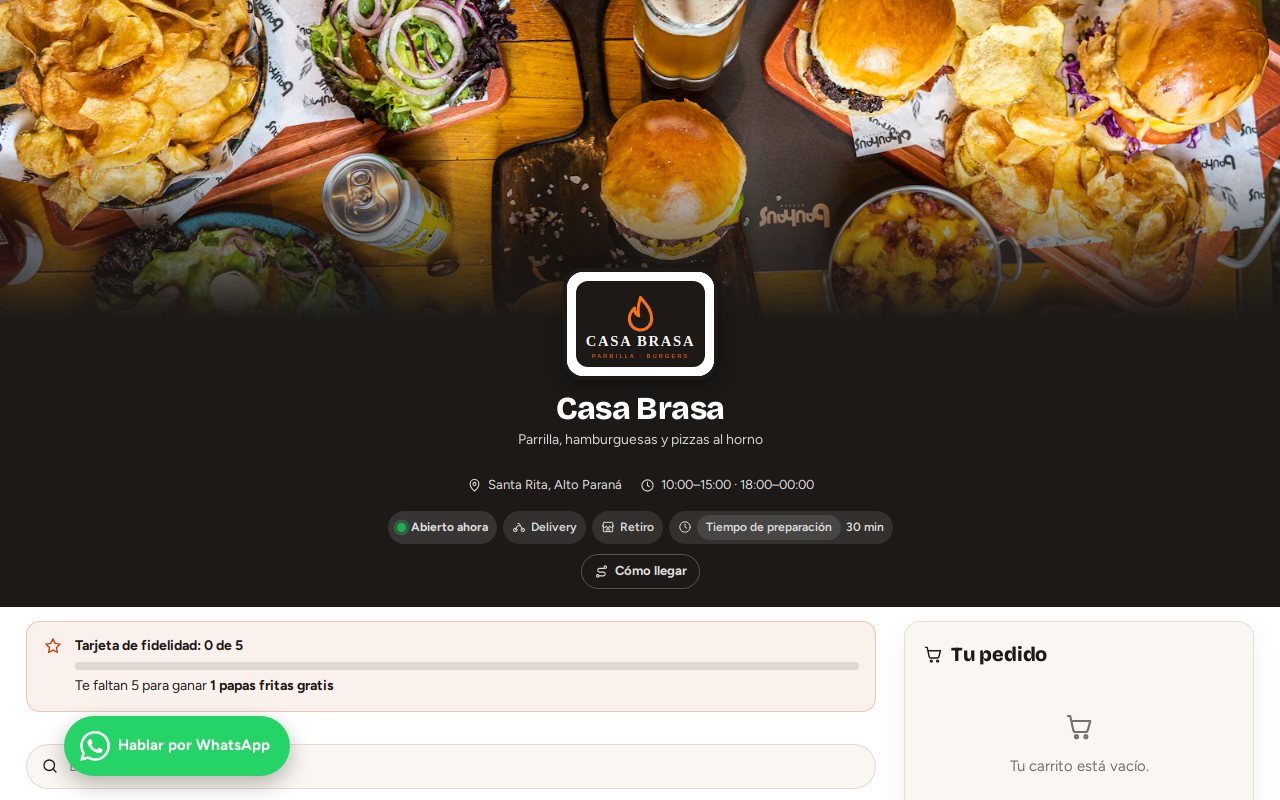 Pauhaus
CASA BRASA
PARRILLA · BURGERS
Casa Brasa
Parrilla, hamburguesas y pizzas al horno
Santa Rita, Alto Paraná
10:00–15:00 · 18:00–00:00
Abierto ahora
Delivery
Retiro
Tiempo de preparación
30 min
Cómo llegar
Tarjeta de fidelidad: 0 de 5
Te faltan 5 para ganar 1 papas fritas gratis
Hablar por WhatsApp
Tu pedido
Tu carrito está vacío.